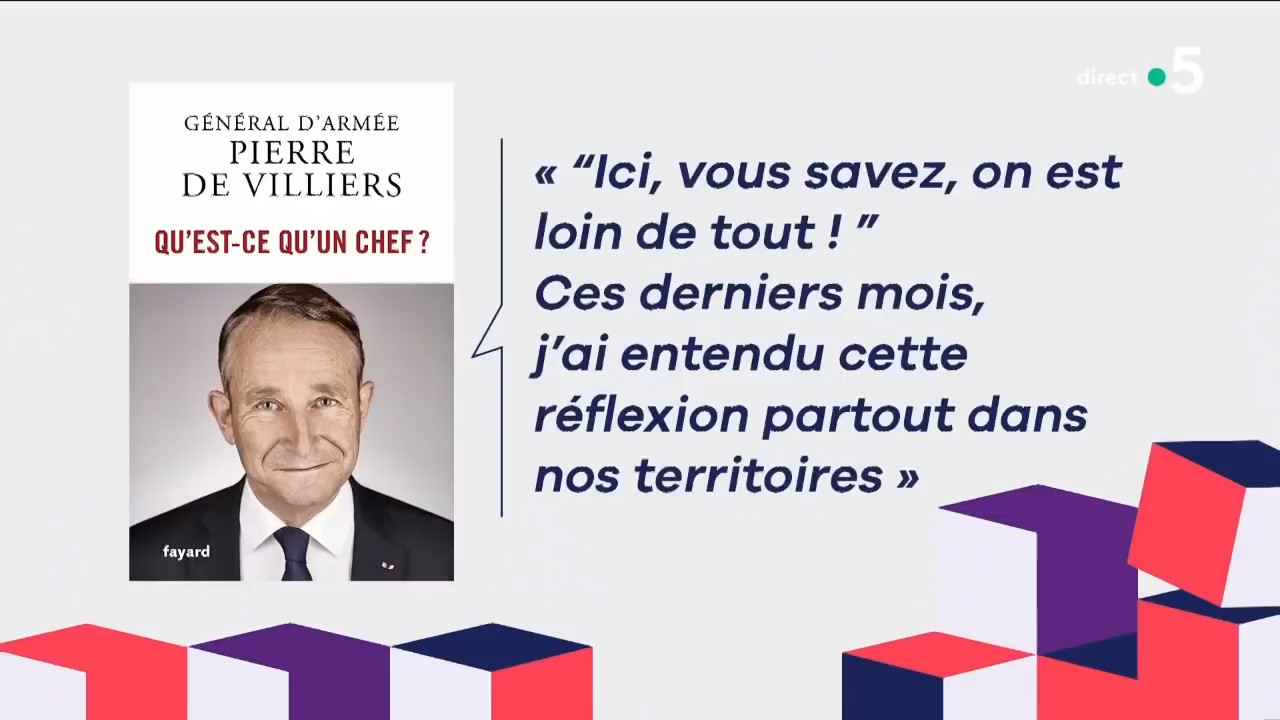 direct 5
GÉNÉRAL D'ARMÉE
PIERRE
DE VILLIERS
QU'EST-CE QU'UN CHEF ?
fayard
« “Ici, vous savez, on est
loin de tout ! ”
Ces derniers mois,
j'ai entendu cette
réflexion partout dans
nos territoires »